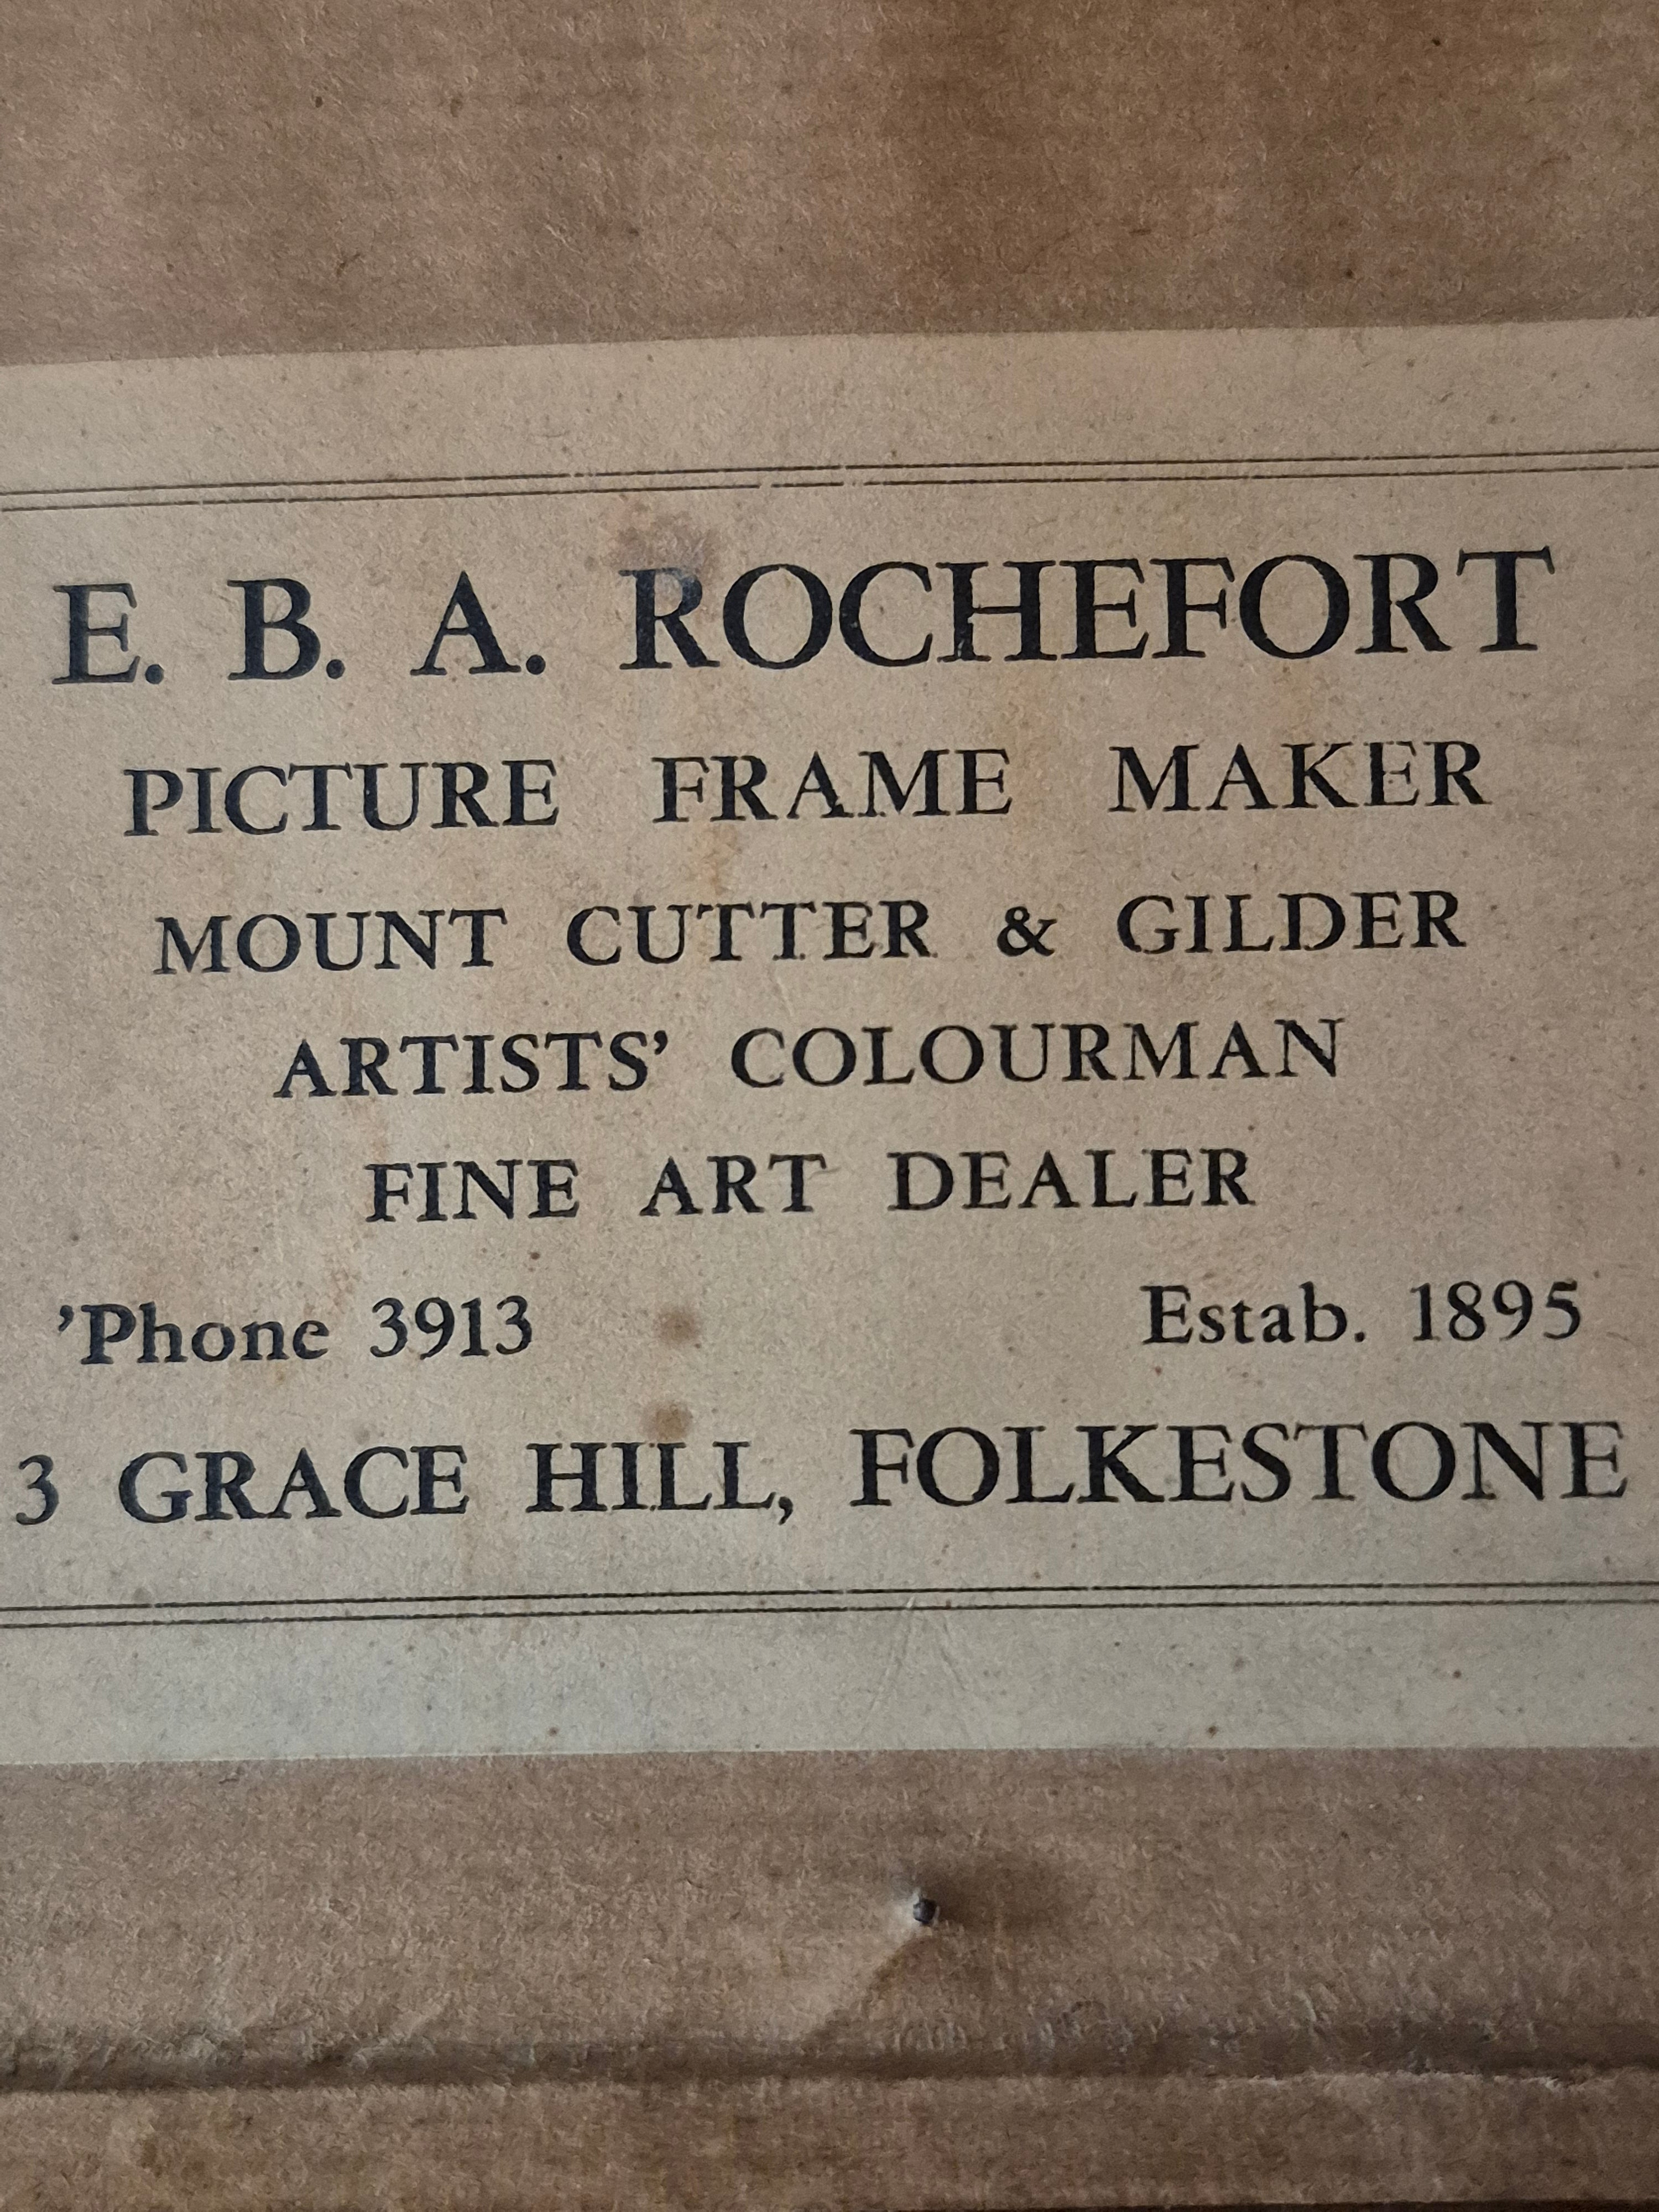 E. B. A. ROCHEFORT
PICTURE FRAME MAKER
MOUNT CUTTER & GILDER
ARTISTS’ COLOURMAN
FINE ART DEALER
’Phone 3913 Estab. 1895
3 GRACE HILL, FOLKESTONE